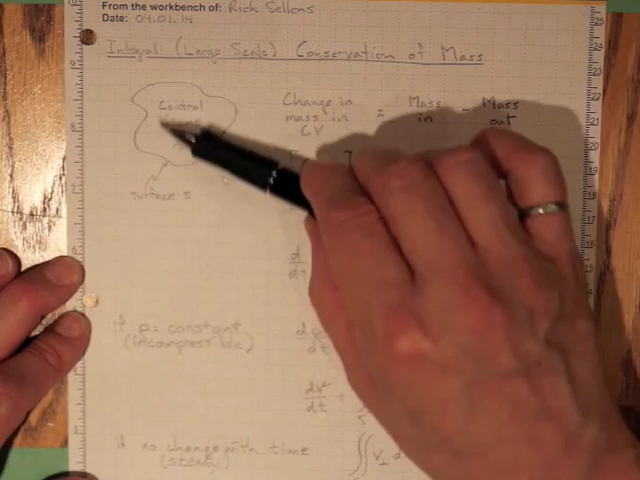 From the workbench of: Rick Sellens
Date: 04.01.14
Integral (Large Scale) Conservation of Mass
Control
Change in
mass in
CV
= Mass in - Mass out
Surface S
d/dt
if ρ = constant
(incompressible)
dρ/dt
dV/dt +
∫∫ V⊥ d
S
if no change with time
(steady)